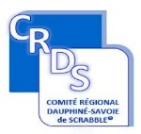 CRDS
COMITÉ RÉGIONAL
DAUPHINÉ-SAVOIE
de SCRABBLE®